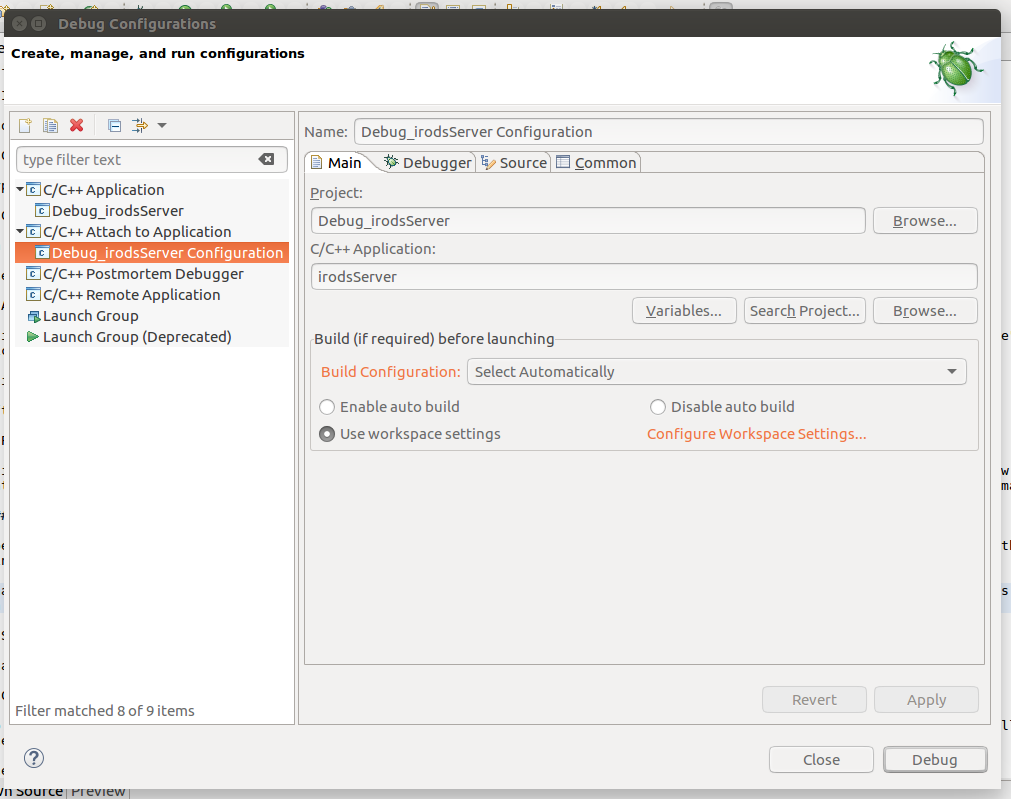 Debug Configurations
Create, manage, and run configurations
type filter text
C/C++ Application
Debug_irodsServer
C/C++ Attach to Application
Debug_irodsServer Configuration
C/C++ Postmortem Debugger
C/C++ Remote Application
Launch Group
Launch Group (Deprecated)
Filter matched 8 of 9 items
Name: Debug_irodsServer Configuration
Main Debugger Source Common
Project:
Debug_irodsServer Browse...
C/C++ Application:
irodsServer
Variables... Search Project... Browse...
Build (if required) before launching
Build Configuration: Select Automatically
Enable auto build Disable auto build
Use workspace settings Configure Workspace Settings...
Revert Apply
Close Debug
Source Preview